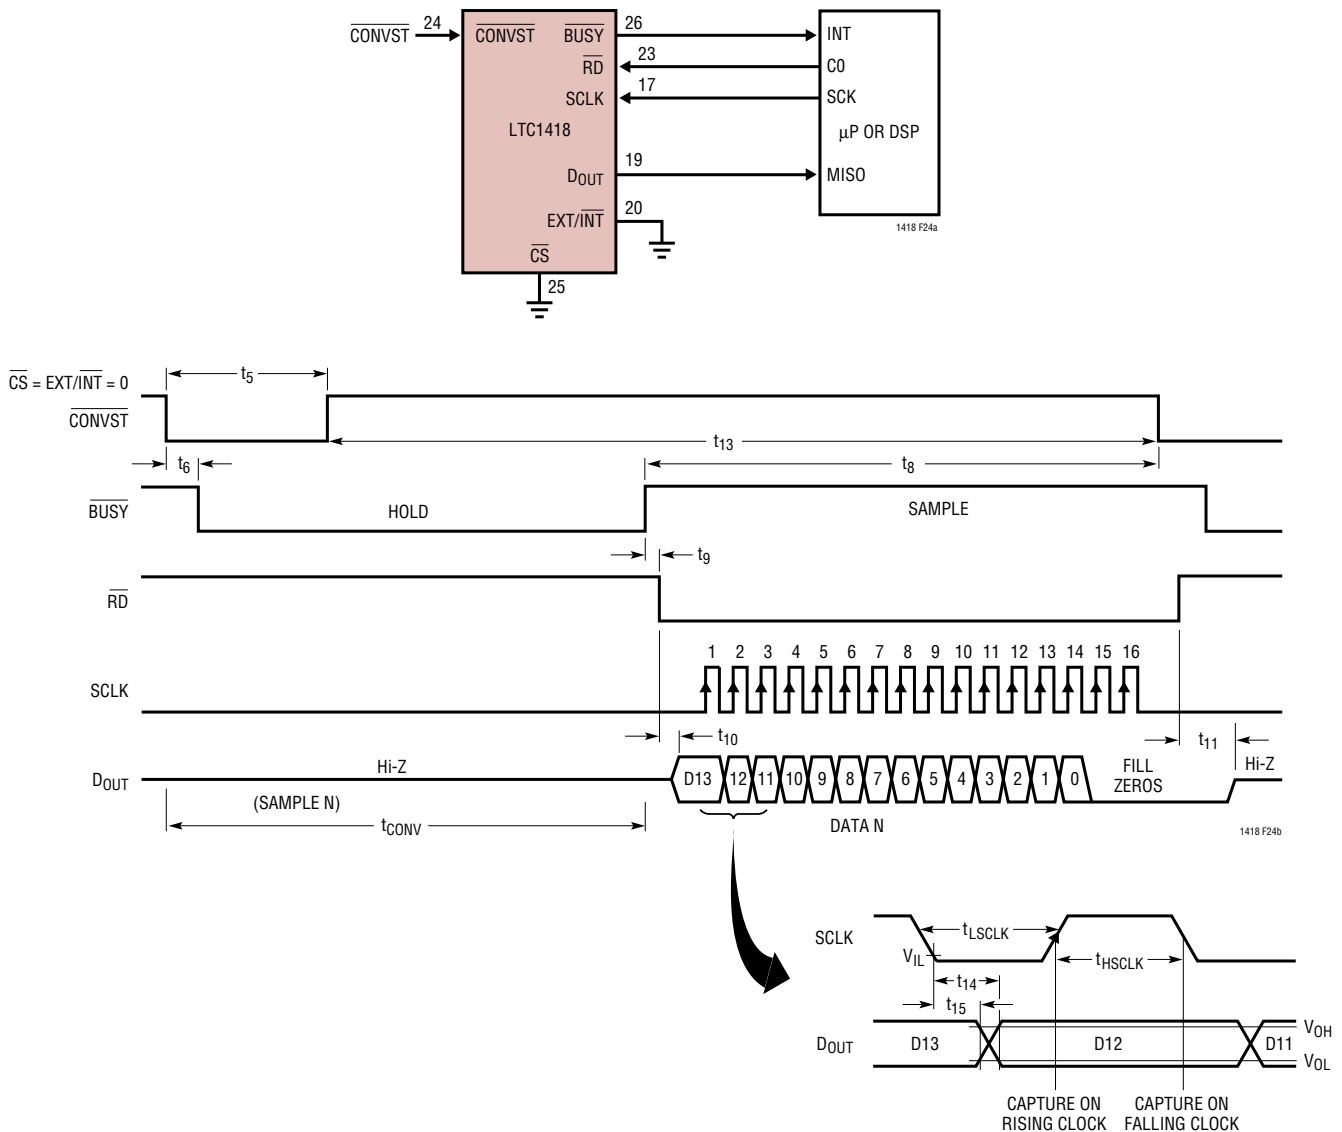 CONVST 24 CONVST BUSY 26 INT
RD 23 C0
SCLK 17 SCK
LTC1418 µP OR DSP
DOUT 19 MISO
EXT/INT 20
1418 F24a
CS
25
CS = EXT/INT = 0 t5
CONVST
t13
t6 t8
BUSY HOLD SAMPLE
t9
RD
1 2 3 4 5 6 7 8 9 10 11 12 13 14 15 16
SCLK
t10 t11
DOUT Hi-Z D13 12 11 10 9 8 7 6 5 4 3 2 1 0 FILL ZEROS Hi-Z
(SAMPLE N)
tCONV DATA N 1418 F24b
SCLK tLSCLK
VIL tHSCLK
t14
t15
DOUT D13 D12 D11 VOH
VOL
CAPTURE ON CAPTURE ON
RISING CLOCK FALLING CLOCK